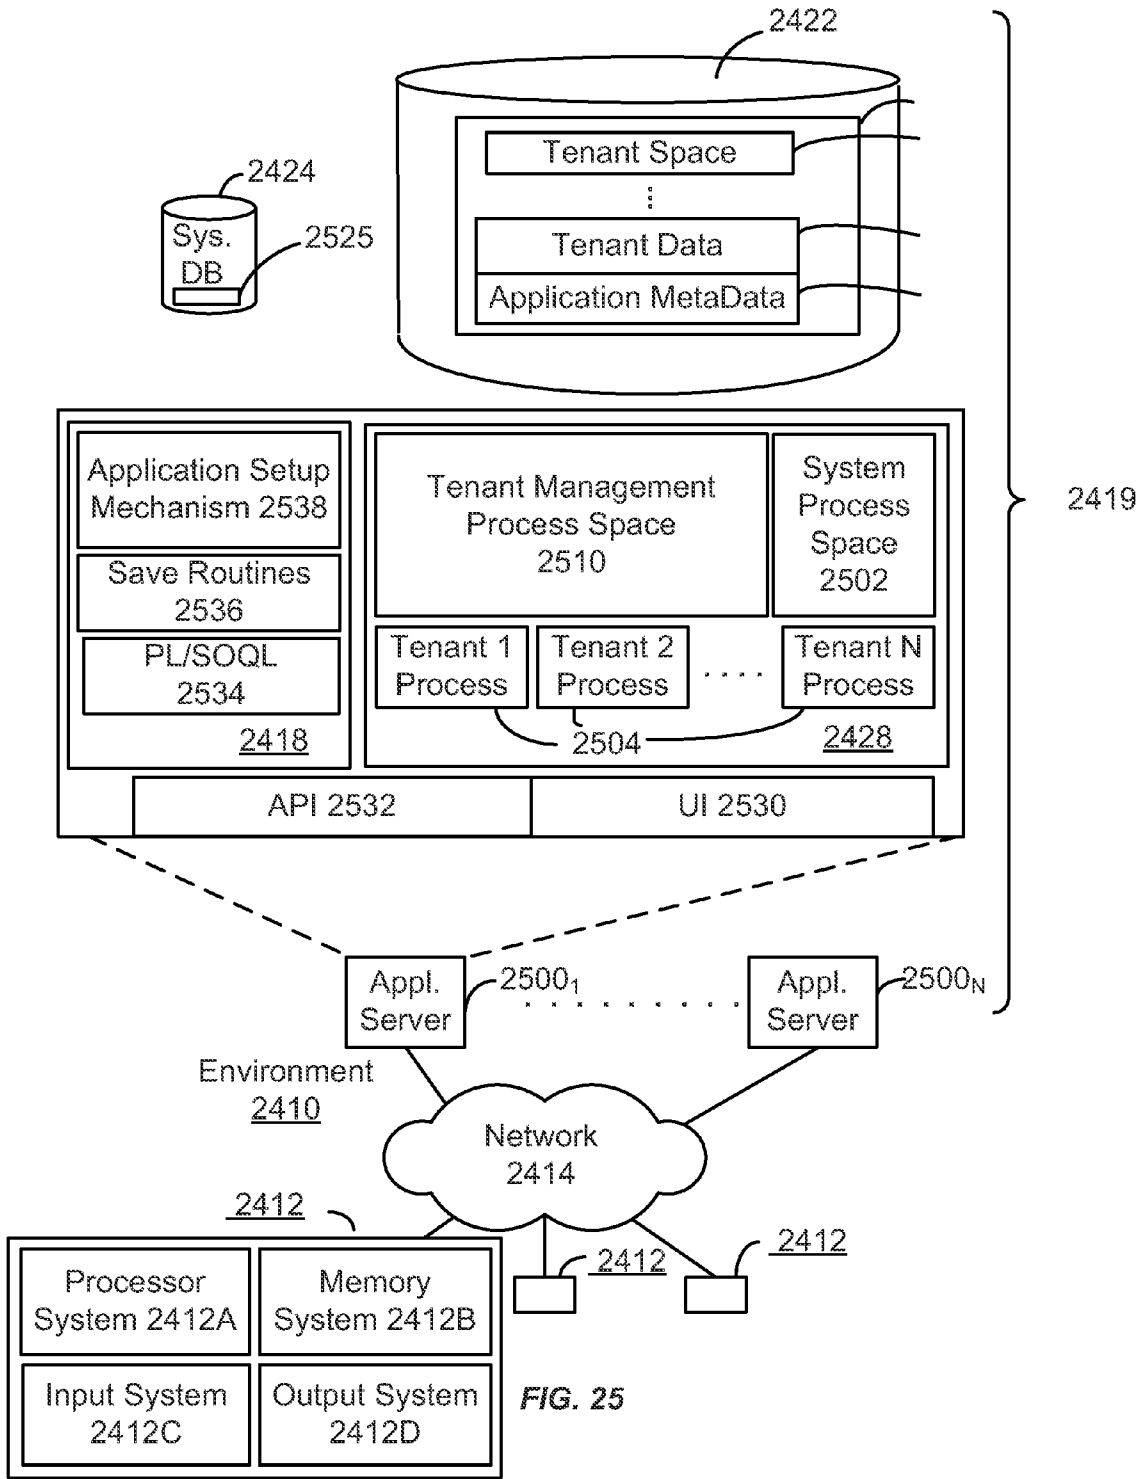 2422
Tenant Space
2424
Sys.
DB
2525
Tenant Data
Application MetaData
Application Setup
Mechanism 2538
Save Routines
2536
PL/SOQL
2534
2418
Tenant Management
Process Space
2510
System
Process
Space
2502
Tenant 1
Process
Tenant 2
Process
. . . .
Tenant N
Process
2504
2428
2419
API 2532
UI 2530
Appl.
Server
2500₁
. . . . . . . . .
Appl.
Server
2500N
Environment
2410
Network
2414
2412
2412
2412
Processor
System 2412A
Memory
System 2412B
Input System
2412C
Output System
2412D
FIG. 25